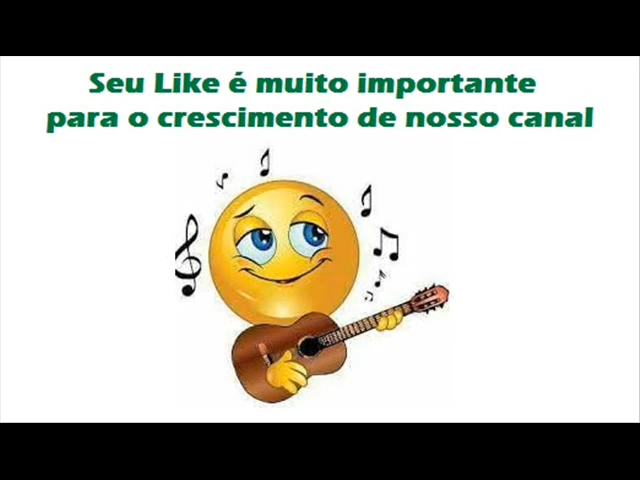 Seu Like é muito importante
para o crescimento de nosso canal